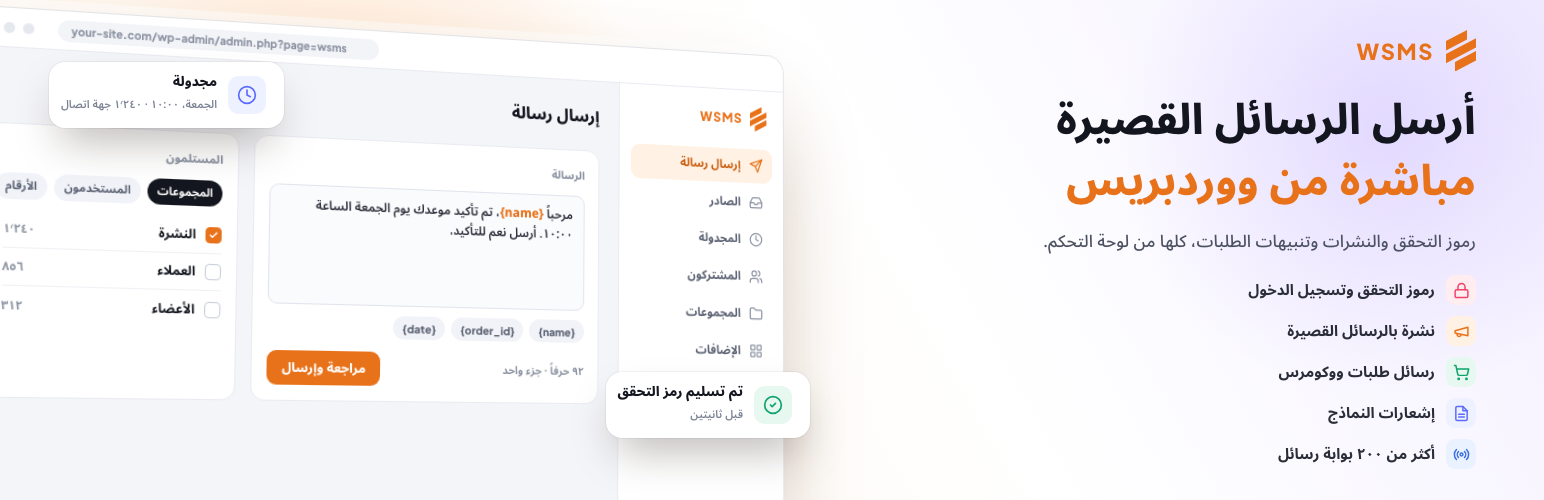 WSMS
أرسل الرسائل القصيرة
مباشرة من ووردبريس
رموز التحقق والنشرات وتنبيهات الطلبات، كلها من لوحة التحكم.
رموز التحقق وتسجيل الدخول
نشرة بالرسائل القصيرة
رسائل طلبات ووكومرس
إشعارات النماذج
أكثر من ٢٠٠ بوابة رسائل
your-site.com/wp-admin/admin.php?page=wsms
WSMS
إرسال رسالة
الصادر
المجدولة
المشتركون
المجموعات
الإضافات
تم تسليم رمز التحقق
قبل ثانيتين
إرسال رسالة
الرسالة
مرحباً {name}، تم تأكيد موعدك يوم الجمعة الساعة
١٠:٠٠. أرسل نعم للتأكيد.
{name} {order_id} {date}
٩٢ حرفاً · جزء واحد
مراجعة وإرسال
مجدولة
الجمعة، ١٠:٠٠ · ١٬٢٤٠ جهة اتصال
المستلمون
المجموعات المستخدمون الأرقام
النشرة ١٬٢٤٠
العملاء ٨٥٦
الأعضاء ٣١٢